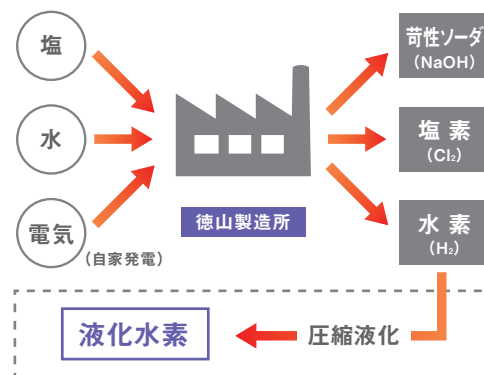 塩
水
電気
(自家発電)
徳山製造所
苛性ソーダ
(NaOH)
塩素
(Cl₂)
水素
(H₂)
圧縮液化
液化水素